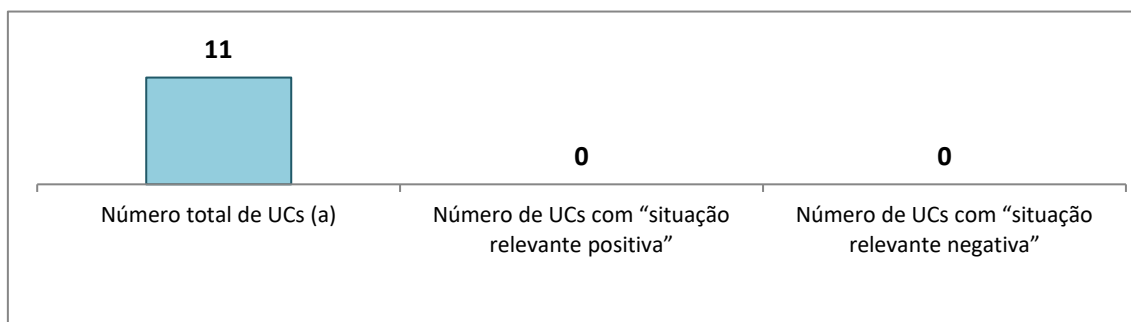 11
0
0
Número total de UCs (a)
Número de UCs com “situação
relevante positiva”
Número de UCs com “situação
relevante negativa”